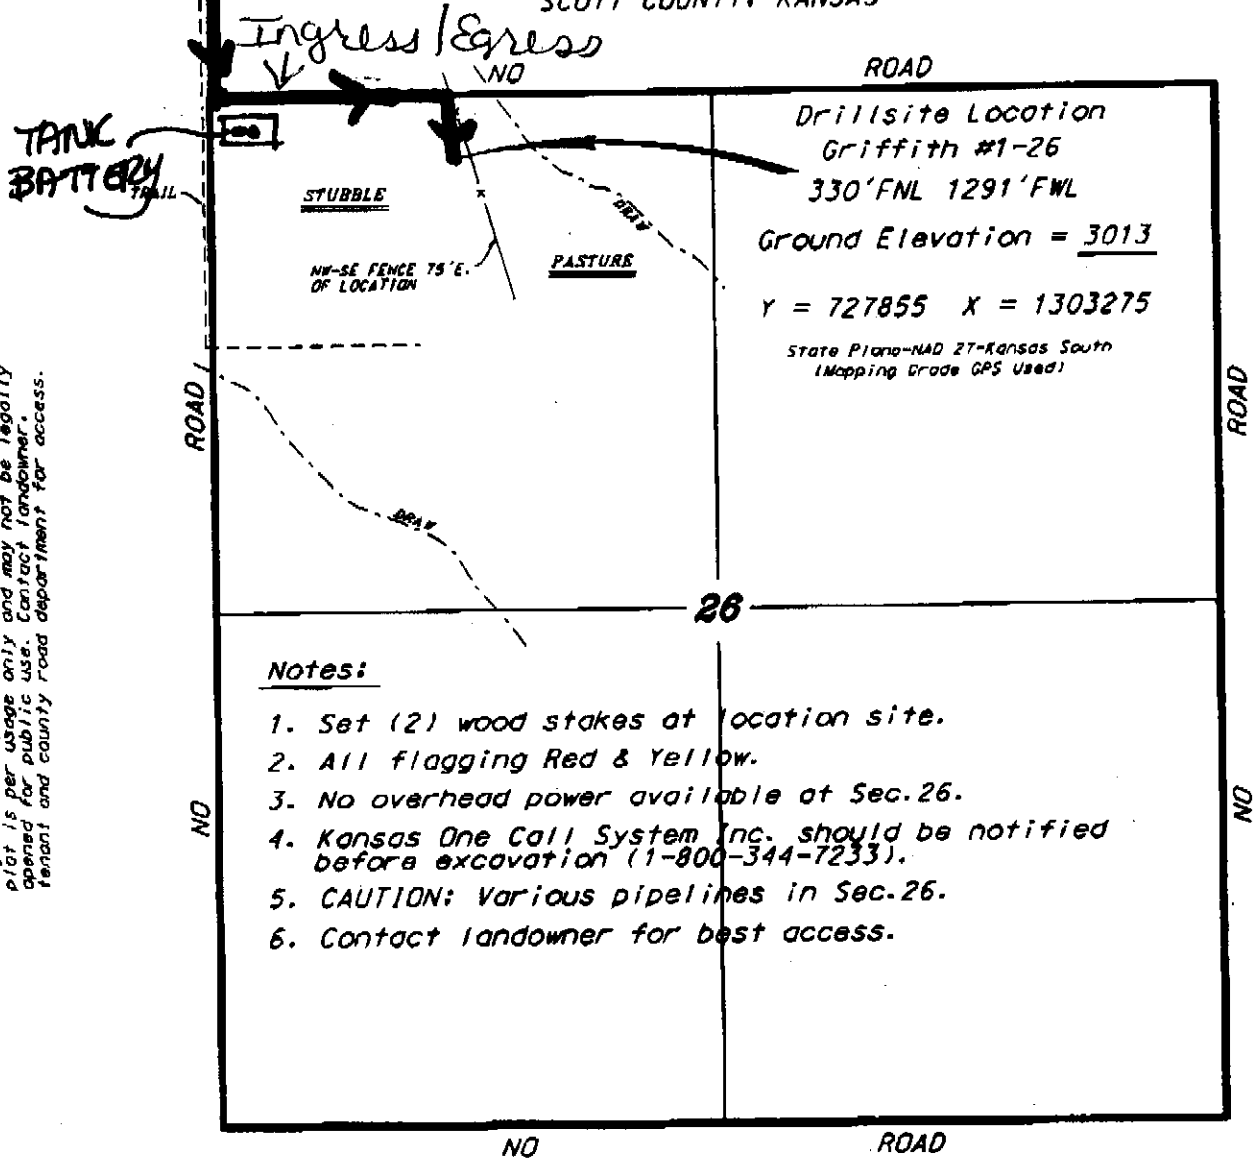 SCOTT COUNTY, KANSAS
Ingress/Egress
NO ROAD
TANK
BATTERY
TRAIL
STUBBLE
NW-SE FENCE 75'E.
OF LOCATION
DRAW
PASTURE
Drillsite Location
Griffith #1-26
330'FNL 1291'FWL
Ground Elevation = 3013
Y = 727855 X = 1303275
State Plane-NAD 27-Kansas South
(Mapping Grade GPS Used)
NO ROAD
NO ROAD
DRAW
26
plat is per usage only and may not be legally
opened for public use. Contact landowner,
tenant and county road department for access.
Notes:
1. Set (2) wood stakes at location site.
2. All flagging Red & Yellow.
3. No overhead power available at Sec.26.
4. Kansas One Call System Inc. should be notified
before excavation (1-800-344-7233).
5. CAUTION: Various pipelines in Sec.26.
6. Contact landowner for best access.
NO ROAD